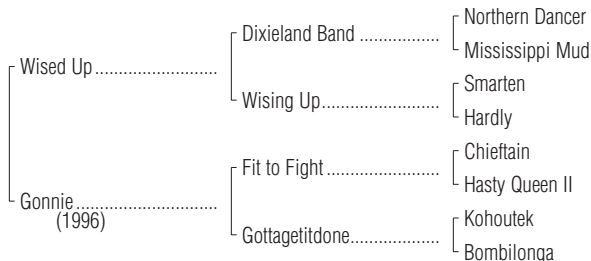 Northern Dancer
Dixieland Band ..................
Mississippi Mud
Wised Up ...........................
Smarten
Wising Up..........................
Hardly
Chieftain
Fit to Fight .........................
Hasty Queen II
Gonnie ...............................
(1996)
Kohoutek
Gottagetitdone....................
Bombilonga